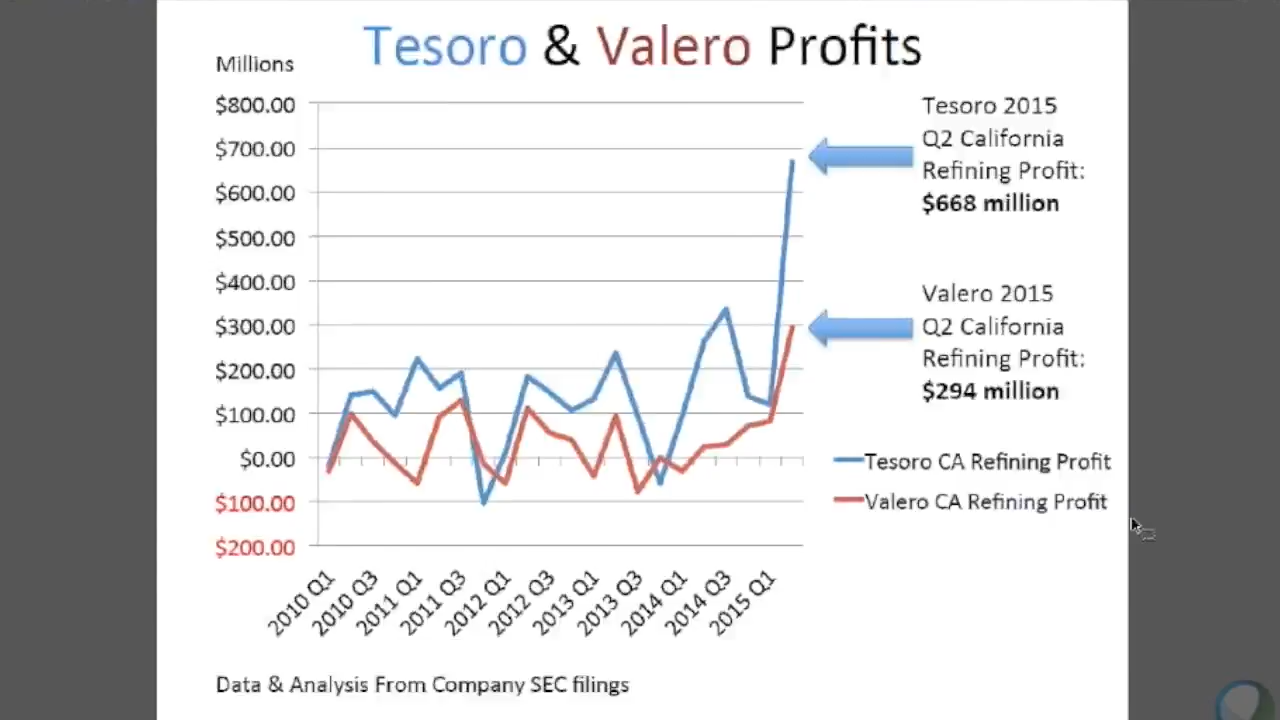 Tesoro & Valero Profits
Millions
$800.00
$700.00
$600.00
$500.00
$400.00
$300.00
$200.00
$100.00
$0.00
$100.00
$200.00
2010 Q1
2010 Q3
2011 Q1
2011 Q3
2012 Q1
2012 Q3
2013 Q1
2013 Q3
2014 Q1
2014 Q3
2015 Q1
Tesoro 2015
Q2 California
Refining Profit:
$668 million
Valero 2015
Q2 California
Refining Profit:
$294 million
Tesoro CA Refining Profit
Valero CA Refining Profit
Data & Analysis From Company SEC filings